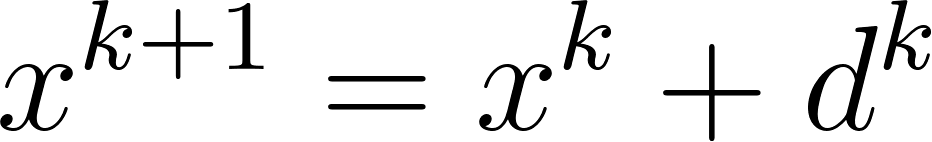 x^{k+1} = x^k + d^k